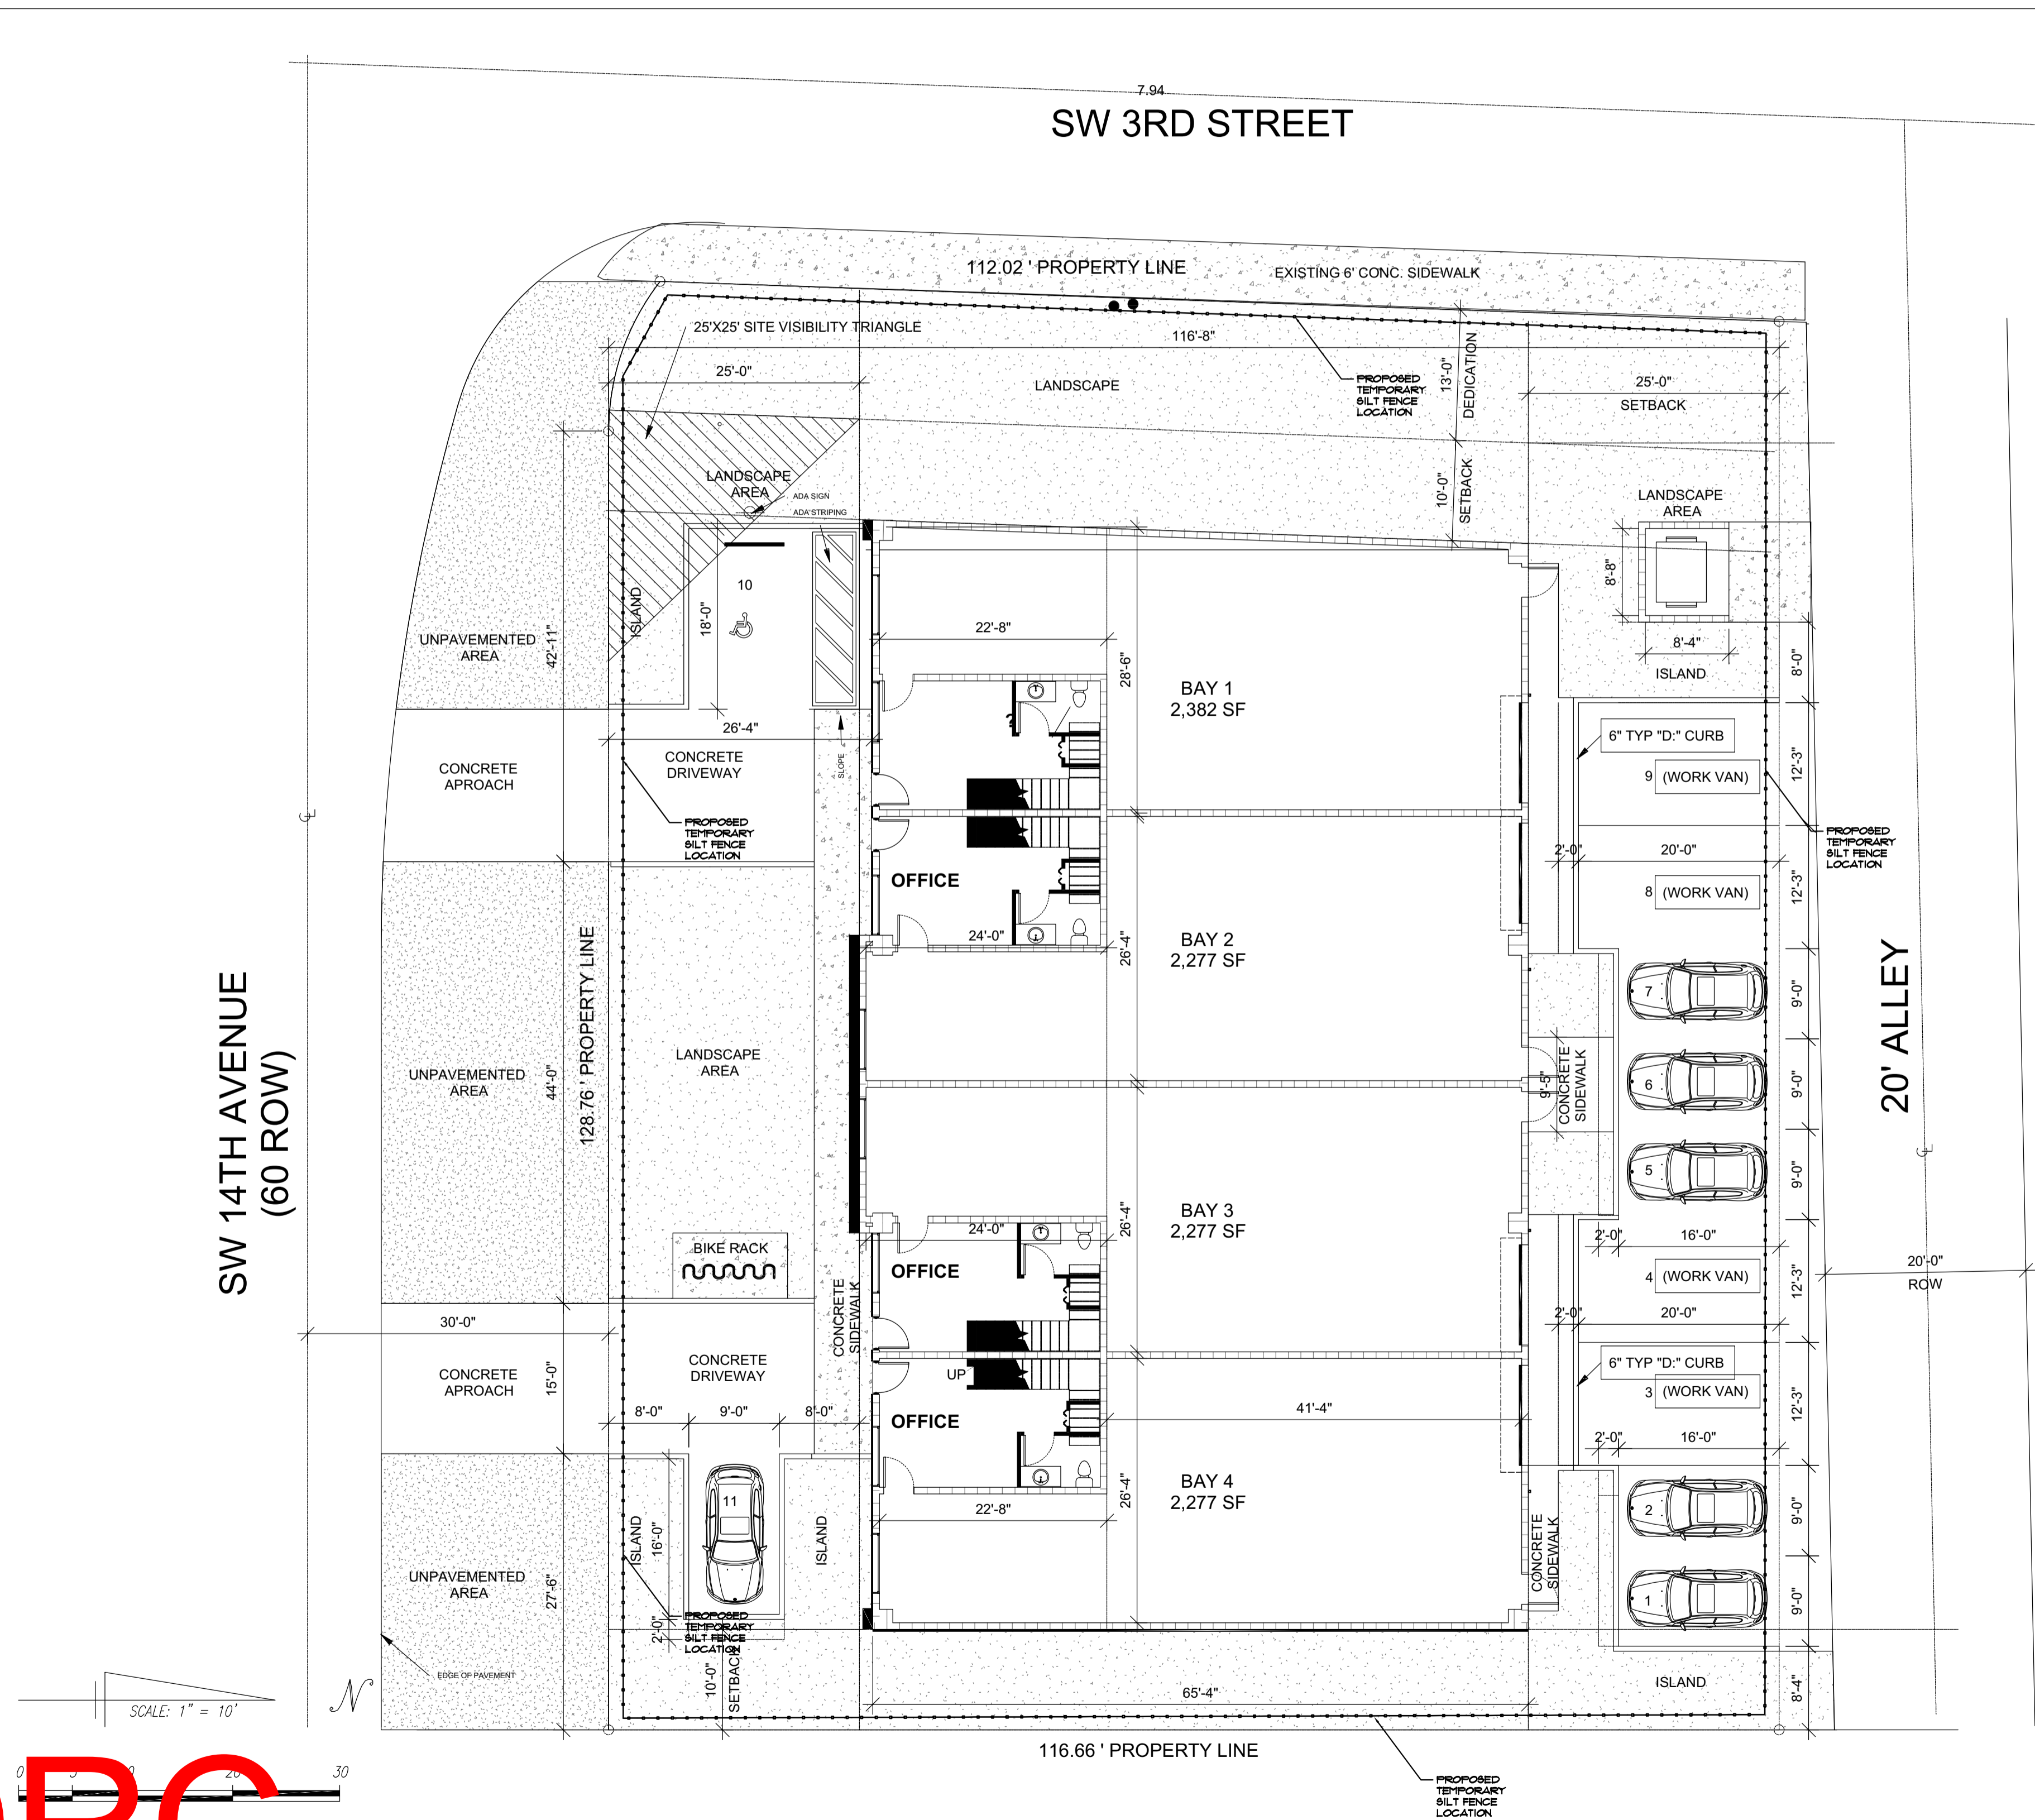 7.94
SW 3RD STREET
112.02 ' PROPERTY LINE
EXISTING 6' CONC. SIDEWALK
25'X25' SITE VISIBILITY TRIANGLE
116'-8"
25'-0"
LANDSCAPE
PROPOSED
TEMPORARY
SILT FENCE
LOCATION
13'-0"
DEDICATION
25'-0"
SETBACK
LANDSCAPE
AREA
ADA SIGN
ADA STRIPING
10'-0"
SETBACK
LANDSCAPE
AREA
8'-8"
8'-4"
ISLAND
8'-0"
10
18'-0"
ISLAND
UNPAVEMENTED
AREA
42'-11"
22'-8"
28'-6"
BAY 1
2,382 SF
26'-4"
SLOPE
CONCRETE
APROACH
CONCRETE
DRIVEWAY
PROPOSED
TEMPORARY
SILT FENCE
LOCATION
6" TYP "D:" CURB
9
(WORK VAN)
12'-3"
PROPOSED
TEMPORARY
SILT FENCE
LOCATION
2'-0"
20'-0"
8
(WORK VAN)
12'-3"
OFFICE
24'-0"
26'-4"
BAY 2
2,277 SF
7
9'-0"
SW 14TH AVENUE
(60 ROW)
128.76 ' PROPERTY LINE
20' ALLEY
UNPAVEMENTED
AREA
44'-0"
LANDSCAPE
AREA
9'-5"
CONCRETE
SIDEWALK
6
9'-0"
5
9'-0"
BIKE RACK
24'-0"
26'-4"
BAY 3
2,277 SF
OFFICE
2'-0"
16'-0"
4
(WORK VAN)
12'-3"
20'-0"
ROW
2'-0"
20'-0"
30'-0"
CONCRETE
SIDEWALK
CONCRETE
APROACH
15'-0"
CONCRETE
DRIVEWAY
UP
6" TYP "D:" CURB
3
(WORK VAN)
12'-3"
8'-0"
9'-0"
8'-0"
OFFICE
41'-4"
2'-0"
16'-0"
11
22'-8"
26'-4"
BAY 4
2,277 SF
2
9'-0"
ISLAND
16'-0"
ISLAND
CONCRETE
SIDEWALK
UNPAVEMENTED
AREA
27'-6"
1
9'-0"
2'-0"
PROPOSED
TEMPORARY
SILT FENCE
LOCATION
EDGE OF PAVEMENT
10'-0"
SETBACK
65'-4"
ISLAND
8'-4"
N
SCALE: 1" = 10'
116.66 ' PROPERTY LINE
0
30
PROPOSED
TEMPORARY
SILT FENCE
LOCATION